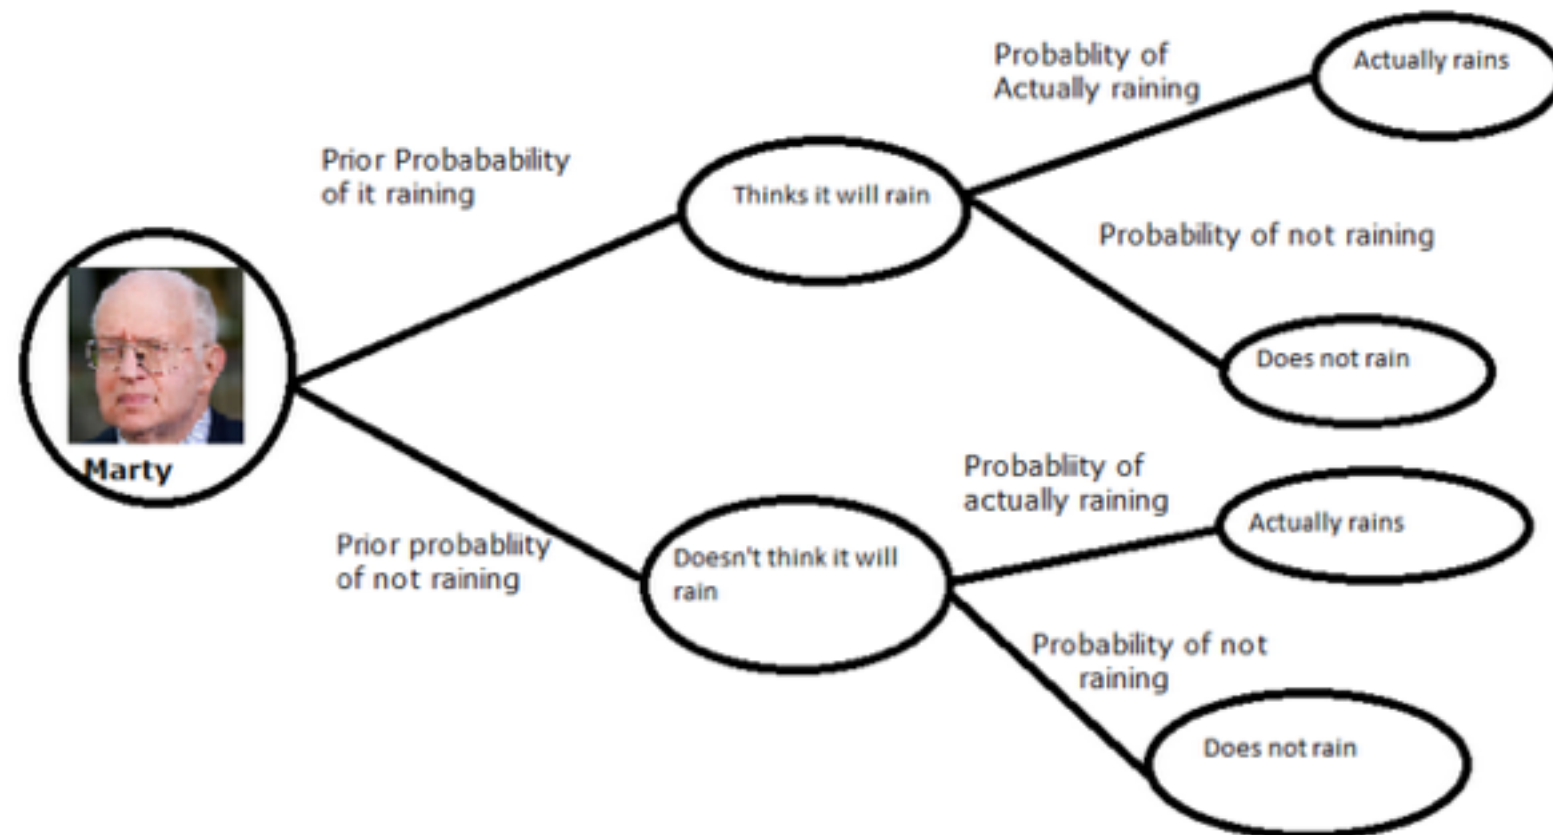 Probablity of
Actually raining
Actually rains
Prior Probabability
of it raining
Thinks it will rain
Probability of not raining
Does not rain
Marty
Probabliity of
actually raining
Actually rains
Prior probabliity
of not raining
Doesn't think it will
rain
Probability of not
raining
Does not rain